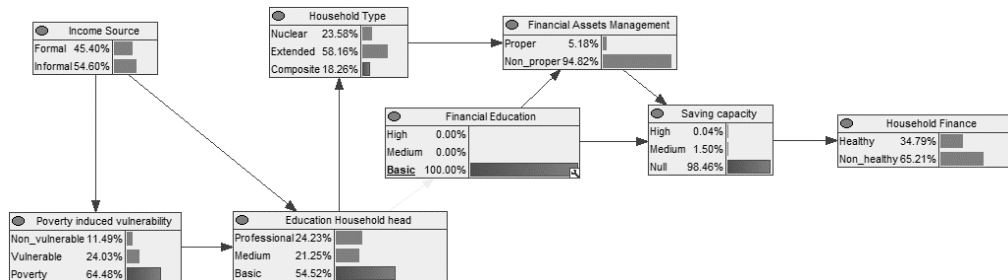 Income Source
Formal 45.40%
Informal 54.60%
Household Type
Nuclear 23.58%
Extended 58.16%
Composite 18.26%
Financial Assets Management
Proper 5.18%
Non_proper 94.82%
Financial Education
High 0.00%
Medium 0.00%
Basic 100.00%
Saving capacity
High 0.04%
Medium 1.50%
Null 98.46%
Household Finance
Healthy 34.79%
Non_healthy 65.21%
Poverty induced vulnerability
Non_vulnerable 11.49%
Vulnerable 24.03%
Poverty 64.48%
Education Household head
Professional 24.23%
Medium 21.25%
Basic 54.52%